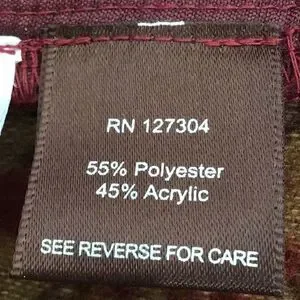 RN 127304
55% Polyester
45% Acrylic
SEE REVERSE FOR CARE